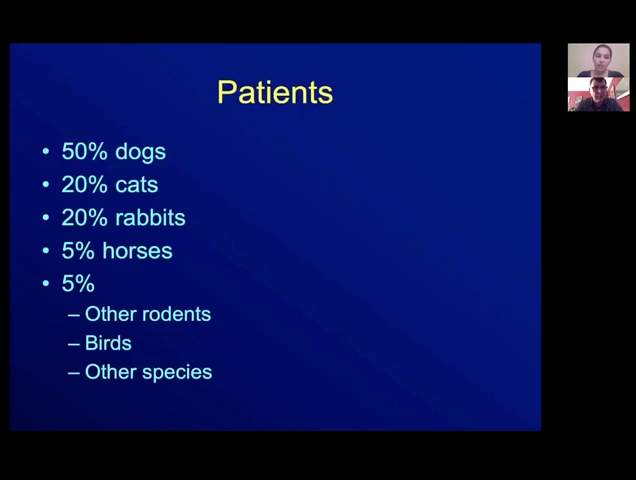 Patients
• 50% dogs
• 20% cats
• 20% rabbits
• 5% horses
• 5%
– Other rodents
– Birds
– Other species